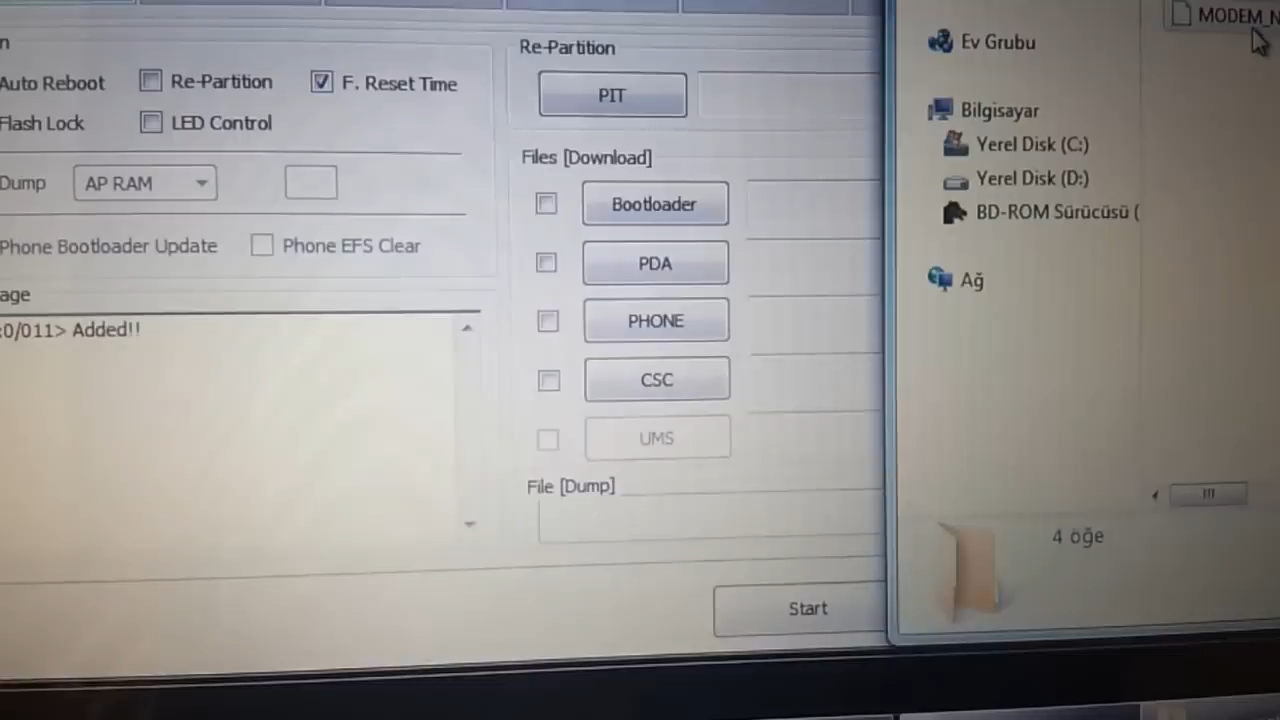 n
Auto Reboot
Re-Partition
F. Reset Time
Flash Lock
LED Control
Dump
AP RAM
Phone Bootloader Update
Phone EFS Clear
age
:0/011> Added!!
Re-Partition
PIT
Files [Download]
Bootloader
PDA
PHONE
CSC
UMS
File [Dump]
Start
MODEM_N
Ev Grubu
Bilgisayar
Yerel Disk (C:)
Yerel Disk (D:)
BD-ROM Sürücüsü (
Ağ
4 öğe